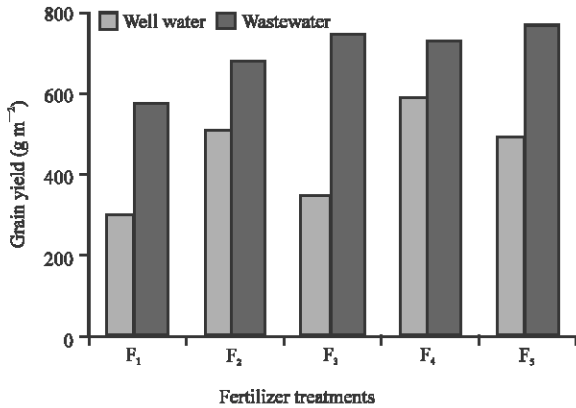 Well water Wastewater
Grain yield (g m⁻²)
800
600
400
200
0
F₁ F₂ F₃ F₄ F₅
Fertilizer treatments